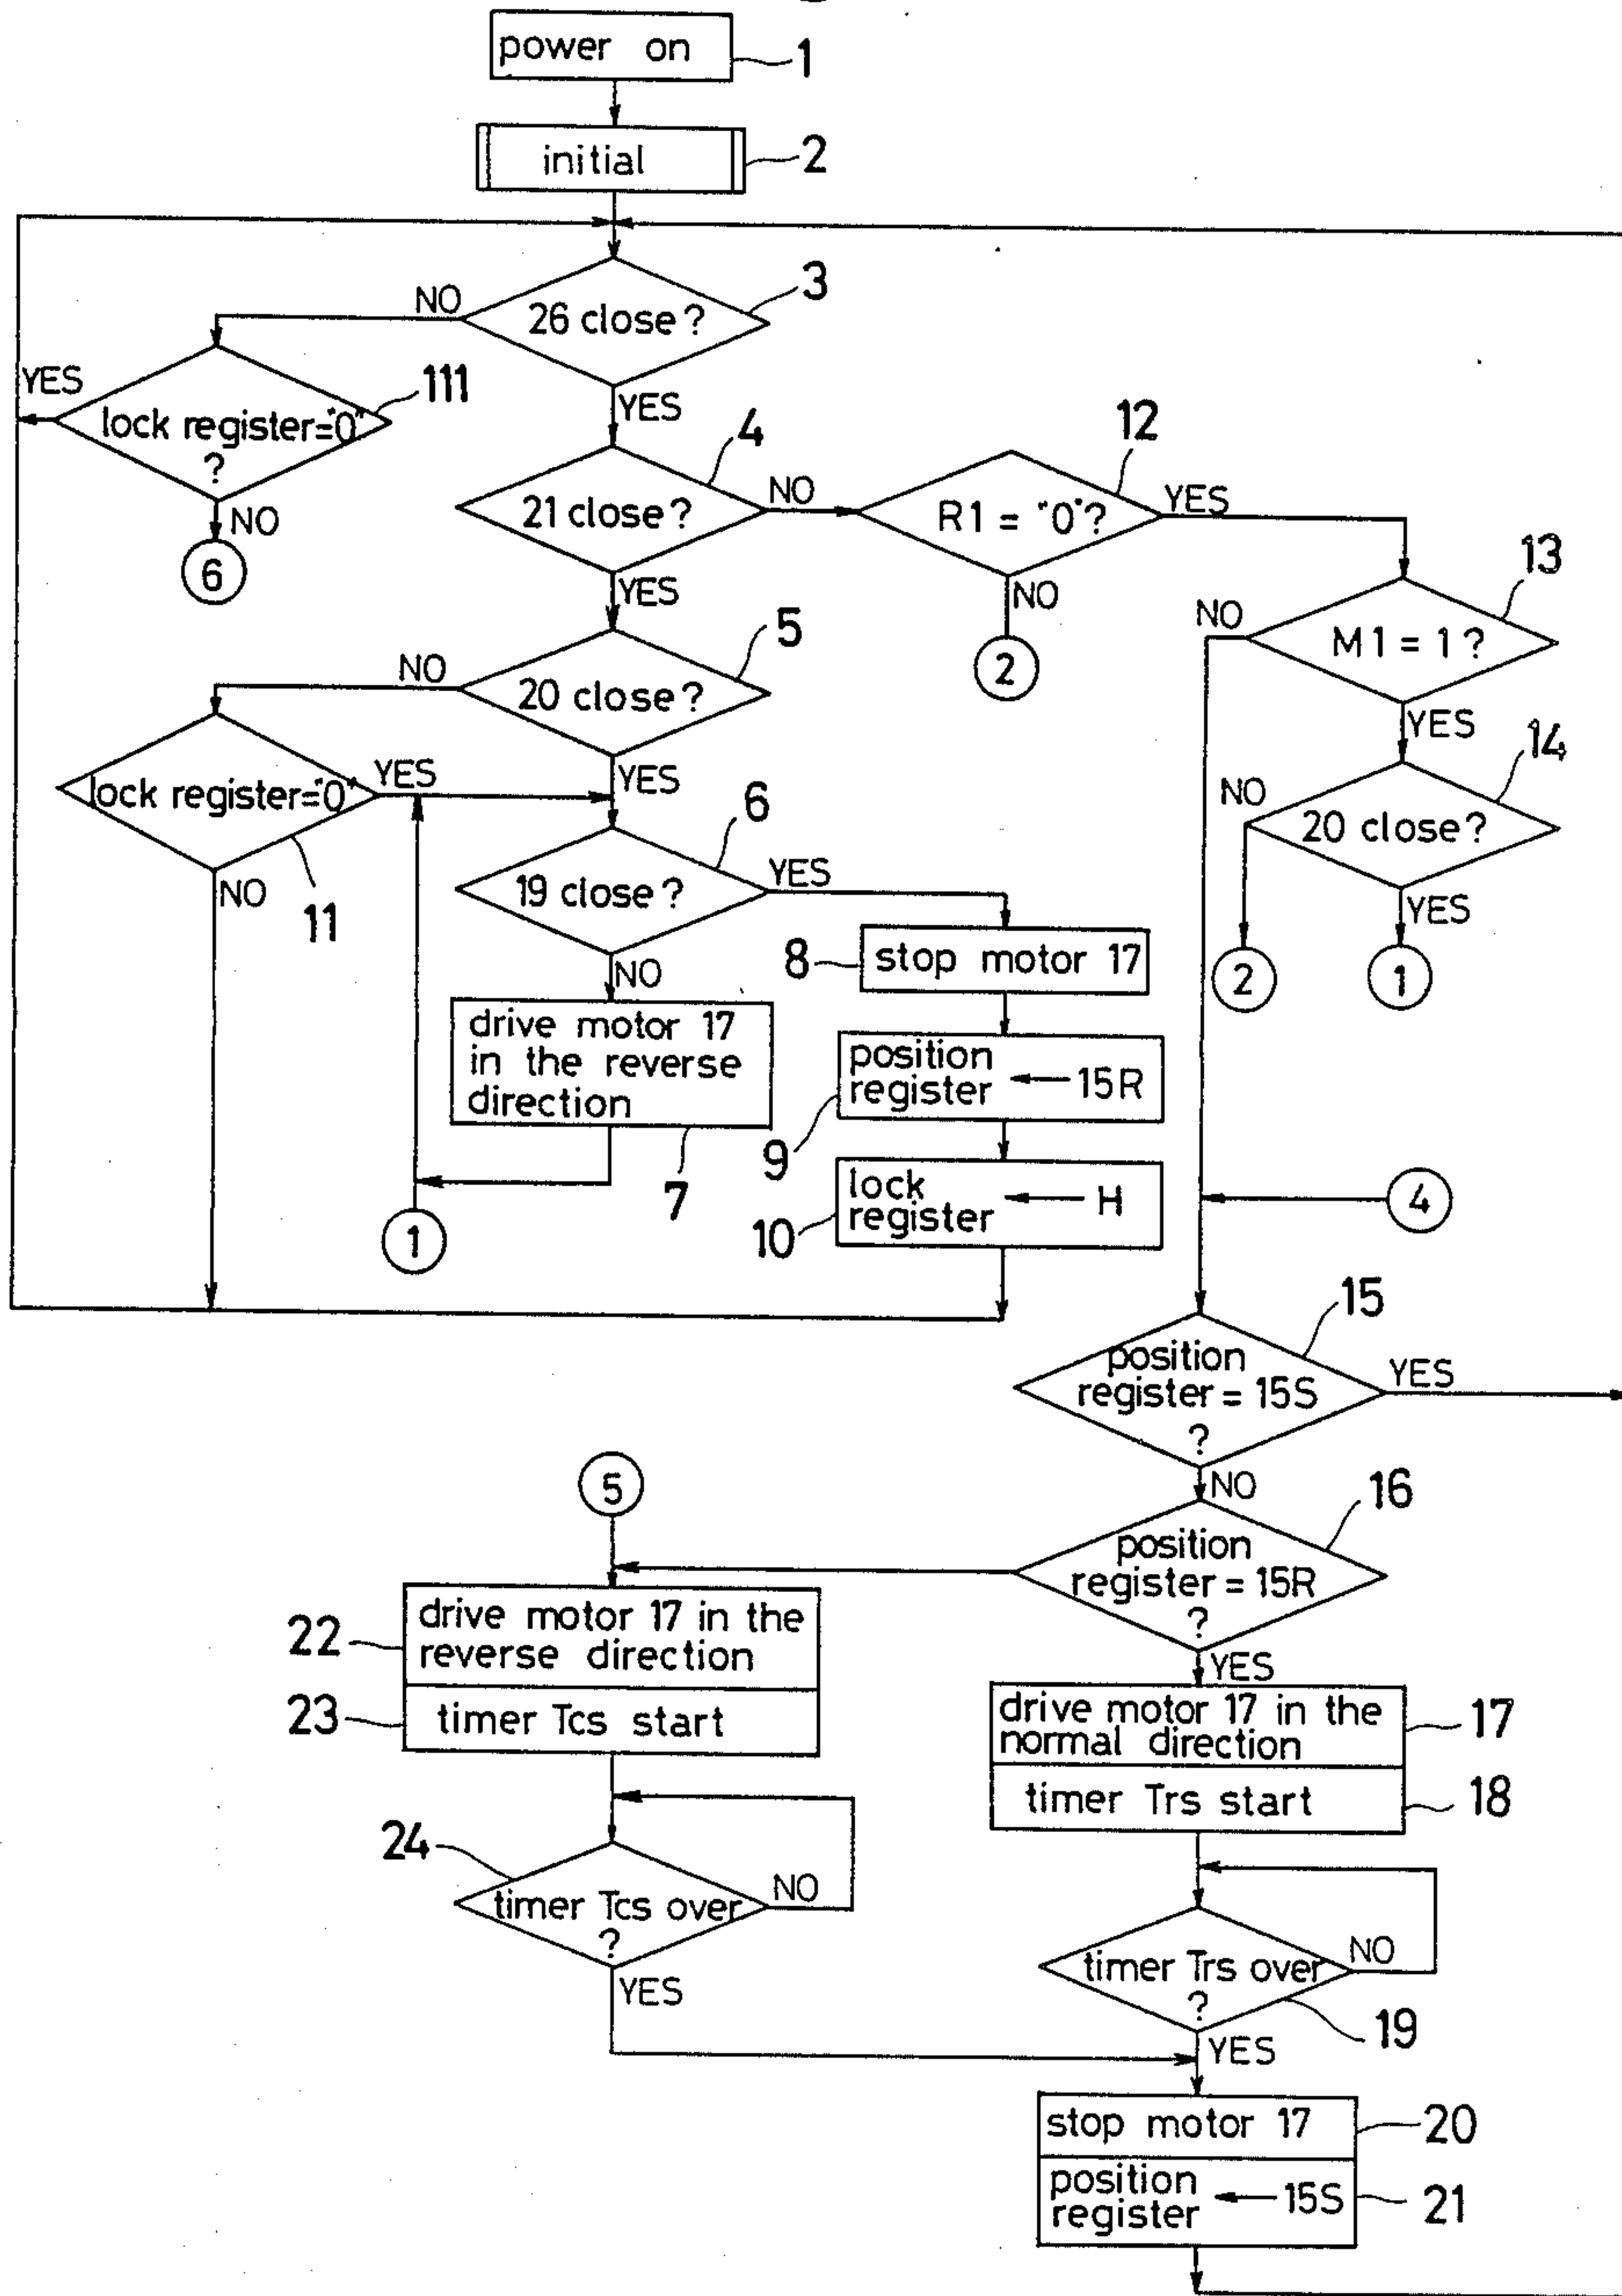 power on
1
initial
2
26 close?
3
NO
YES
lock register="0"
?
111
YES
NO
6
21 close?
4
NO
YES
R1 = "0"?
12
YES
NO
2
M1 = 1?
13
NO
YES
20 close?
5
NO
YES
20 close?
14
NO
YES
2
1
lock register="0"
11
YES
NO
19 close?
6
YES
NO
drive motor 17
in the reverse
direction
7
1
8
stop motor 17
position
register ← 15R
9
lock
register ← H
10
4
position
register = 15S
?
15
YES
NO
5
position
register = 15R
?
16
YES
22
drive motor 17 in the
reverse direction
23
timer Tcs start
drive motor 17 in the
normal direction
17
timer Trs start
18
24
timer Tcs over
?
NO
YES
timer Trs over
?
NO
19
YES
stop motor 17
20
position
register ← 15S
21